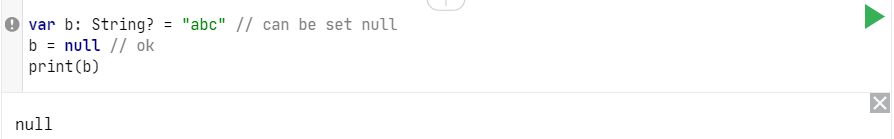 var b: String? = "abc" // can be set null
b = null // ok
print(b)
null